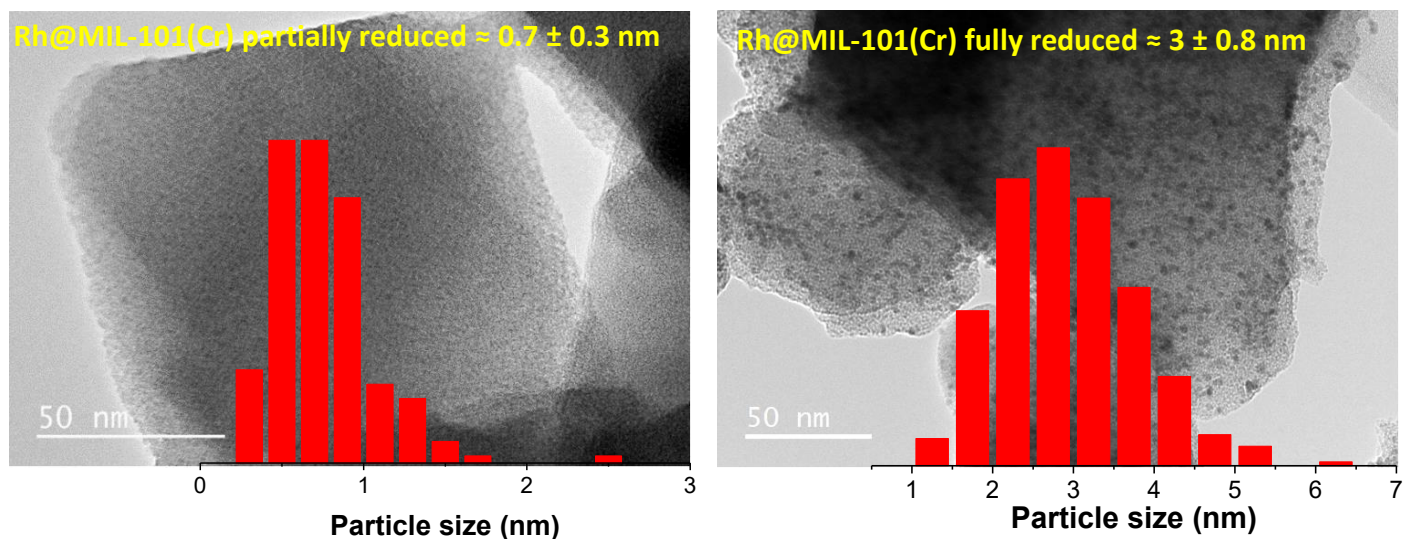 Rh@MIL-101(Cr) partially reduced ≈ 0.7 ± 0.3 nm
50 nm
0 1 2 3
Particle size (nm)
Rh@MIL-101(Cr) fully reduced ≈ 3 ± 0.8 nm
50 nm
1 2 3 4 5 6 7
Particle size (nm)